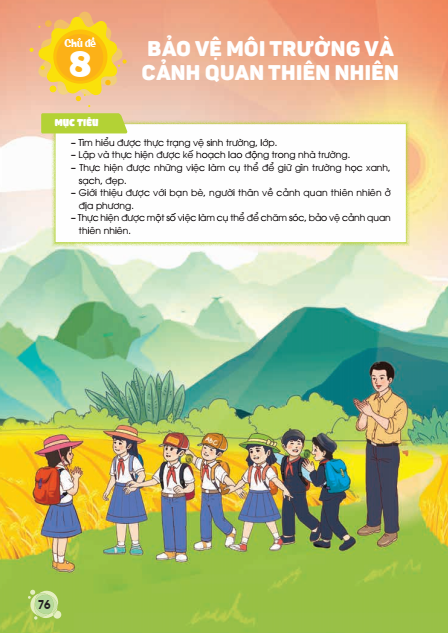 Chủ đề
8
BẢO VỆ MÔI TRƯỜNG VÀ
CẢNH QUAN THIÊN NHIÊN
MỤC TIÊU
– Tìm hiểu được thực trạng vệ sinh trường, lớp.
– Lập và thực hiện được kế hoạch lao động trong nhà trường.
– Thực hiện được những việc làm cụ thể để giữ gìn trường học xanh,
sạch, đẹp.
– Giới thiệu được với bạn bè, người thân về cảnh quan thiên nhiên ở
địa phương.
– Thực hiện được một số việc làm cụ thể để chăm sóc, bảo vệ cảnh quan
thiên nhiên.
76